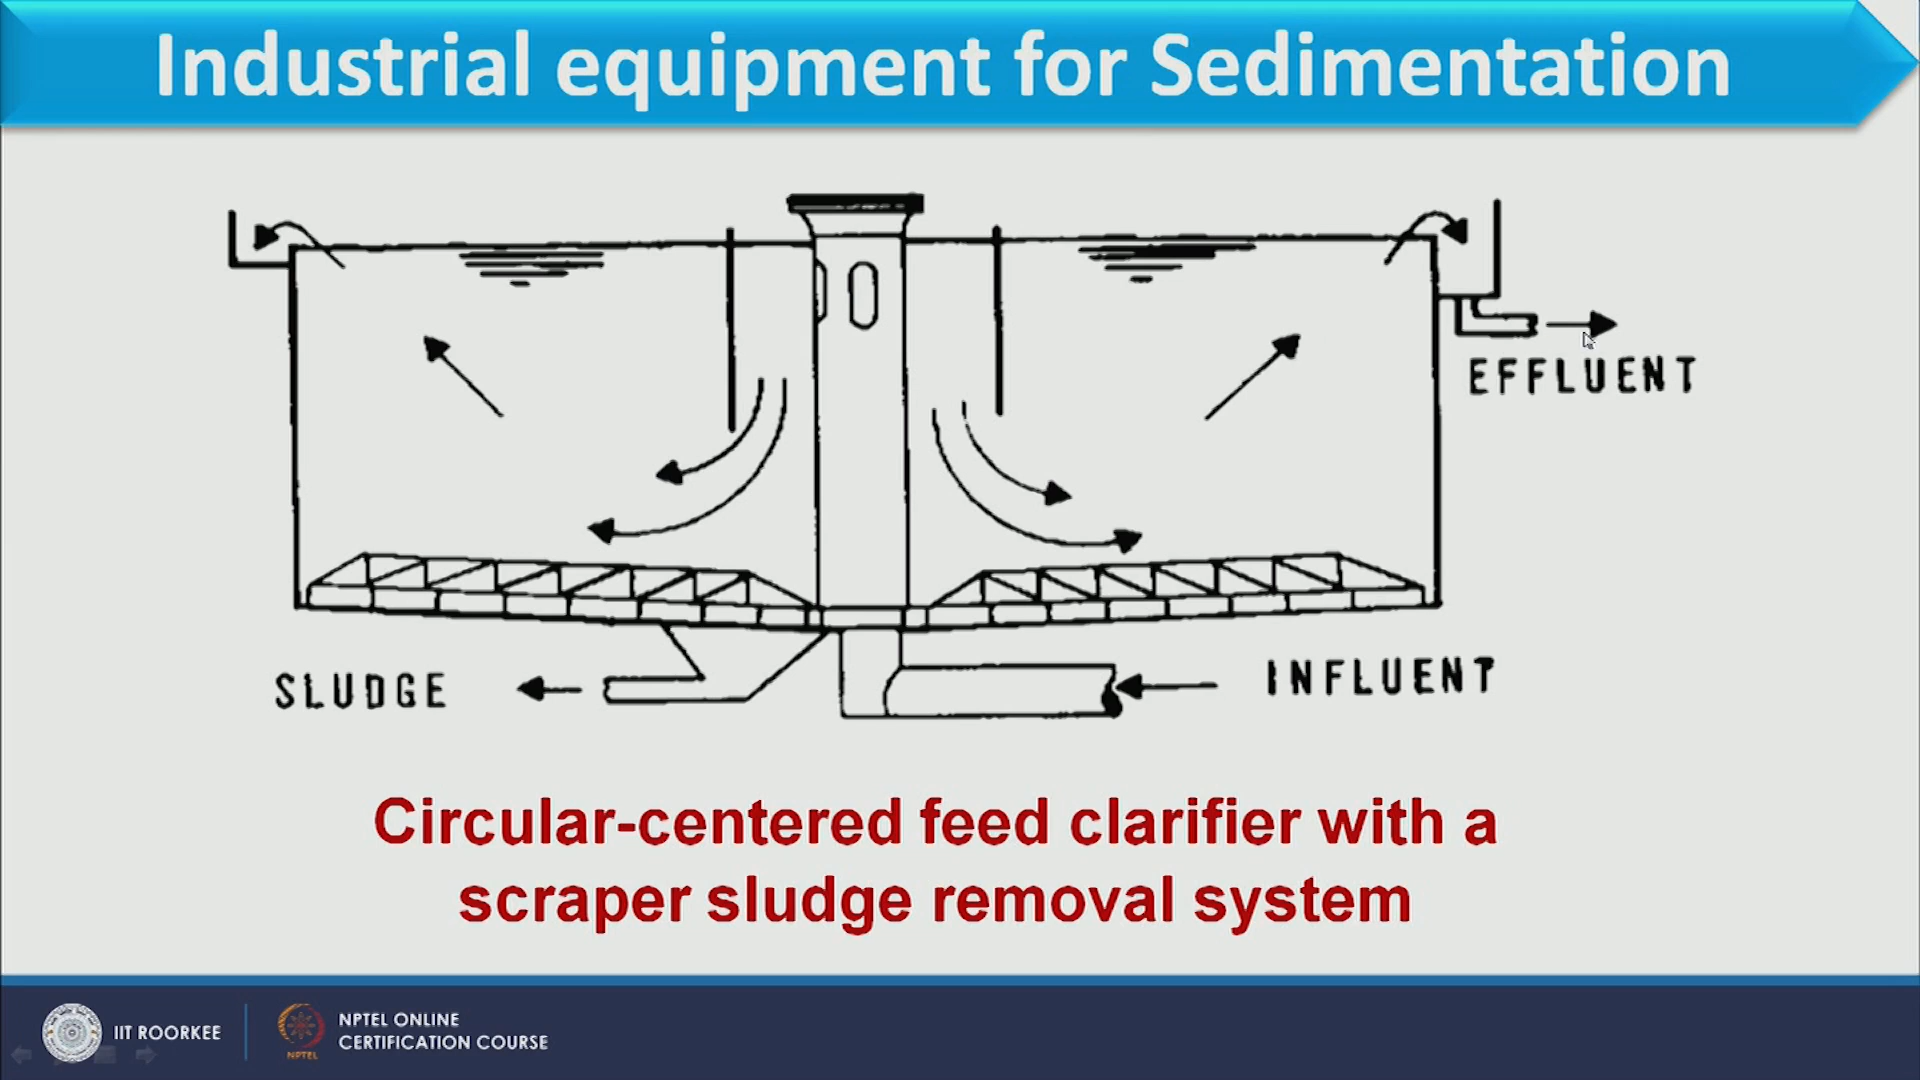 Industrial equipment for Sedimentation
EFFLUENT
SLUDGE
INFLUENT
Circular-centered feed clarifier with a
scraper sludge removal system
IIT ROORKEE
NPTEL
NPTEL ONLINE
CERTIFICATION COURSE